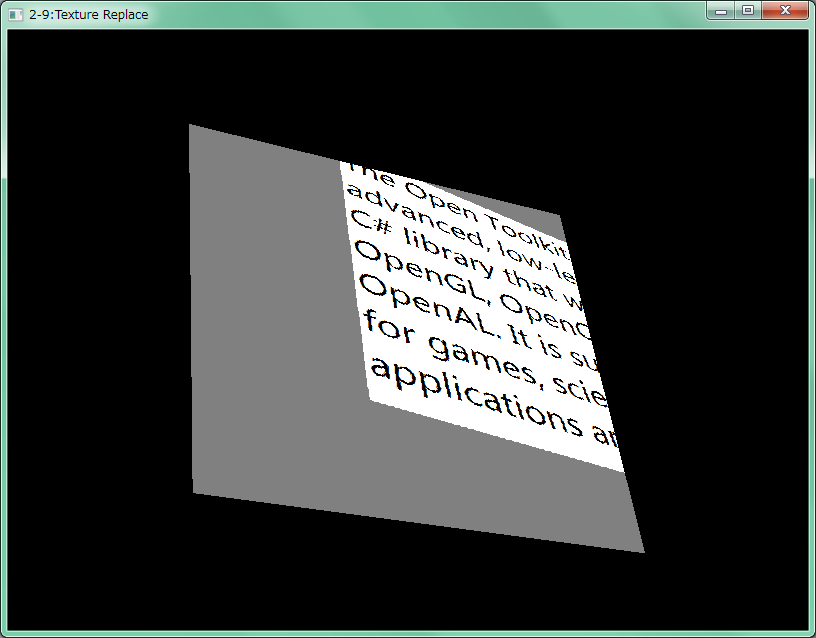 2-9:Texture Replace
The Open Toolkit
advanced, low-le
C# library that w
OpenGL, OpenC
OpenAL. It is su
for games, scie
applications ar